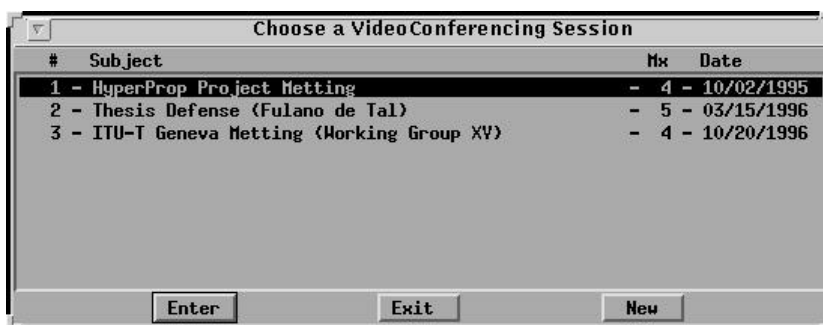 Choose a VideoConferencing Session
# Subject Mx Date
1 - HyperProp Project Metting - 4 - 10/02/1995
2 - Thesis Defense (Fulano de Tal) - 5 - 03/15/1996
3 - ITU-T Geneva Metting (Working Group XV) - 4 - 10/20/1996
Enter Exit New